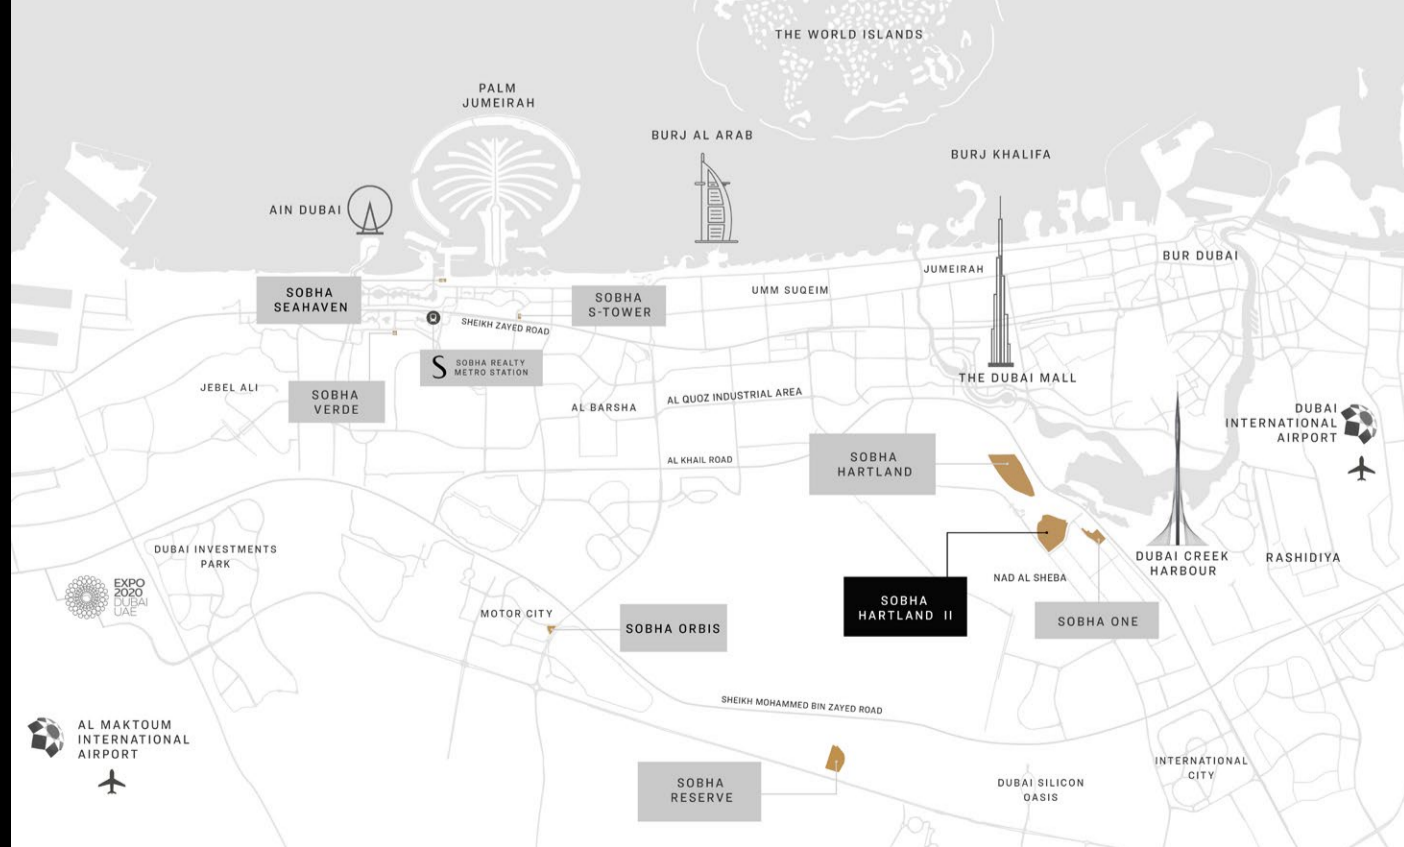 THE WORLD ISLANDS
PALM
JUMEIRAH
BURJ AL ARAB
BURJ KHALIFA
AIN DUBAI
BUR DUBAI
JUMEIRAH
SOBHA
SEAHAVEN
SOBHA
S-TOWER
UMM SUQEIM
SHEIKH ZAYED ROAD
S SOBHA REALTY
METRO STATION
THE DUBAI MALL
JEBEL ALI
SOBHA
VERDE
AL BARSHA
AL QUOZ INDUSTRIAL AREA
DUBAI
INTERNATIONAL
AIRPORT
AL KHAIL ROAD
SOBHA
HARTLAND
DUBAI INVESTMENTS
PARK
DUBAI CREEK
HARBOUR
RASHIDIYA
EXPO
2020
DUBAI
UAE
NAD AL SHEBA
SOBHA
HARTLAND II
SOBHA ONE
MOTOR CITY
SOBHA ORBIS
SHEIKH MOHAMMED BIN ZAYED ROAD
AL MAKTOUM
INTERNATIONAL
AIRPORT
SOBHA
RESERVE
DUBAI SILICON
OASIS
INTERNATIONAL
CITY